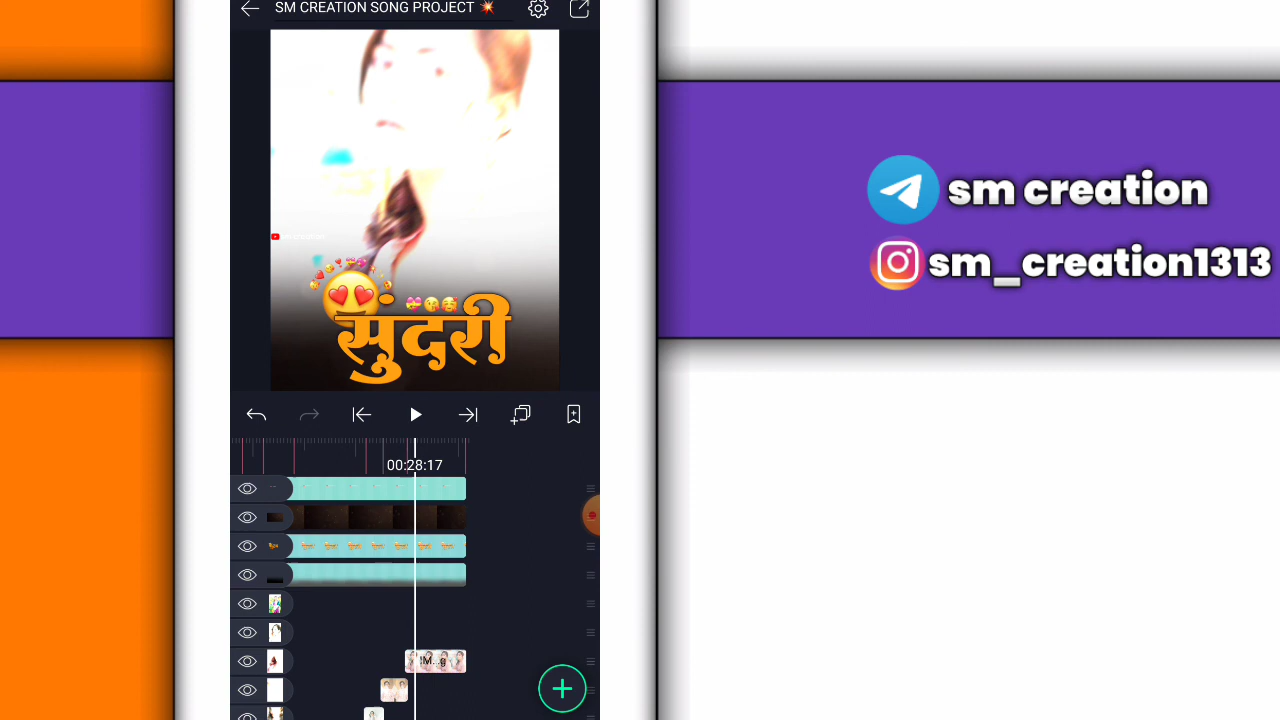 SM CREATION SONG PROJECT 💥
sm creation
sm_creation1313
सुंदरी
00:28:17